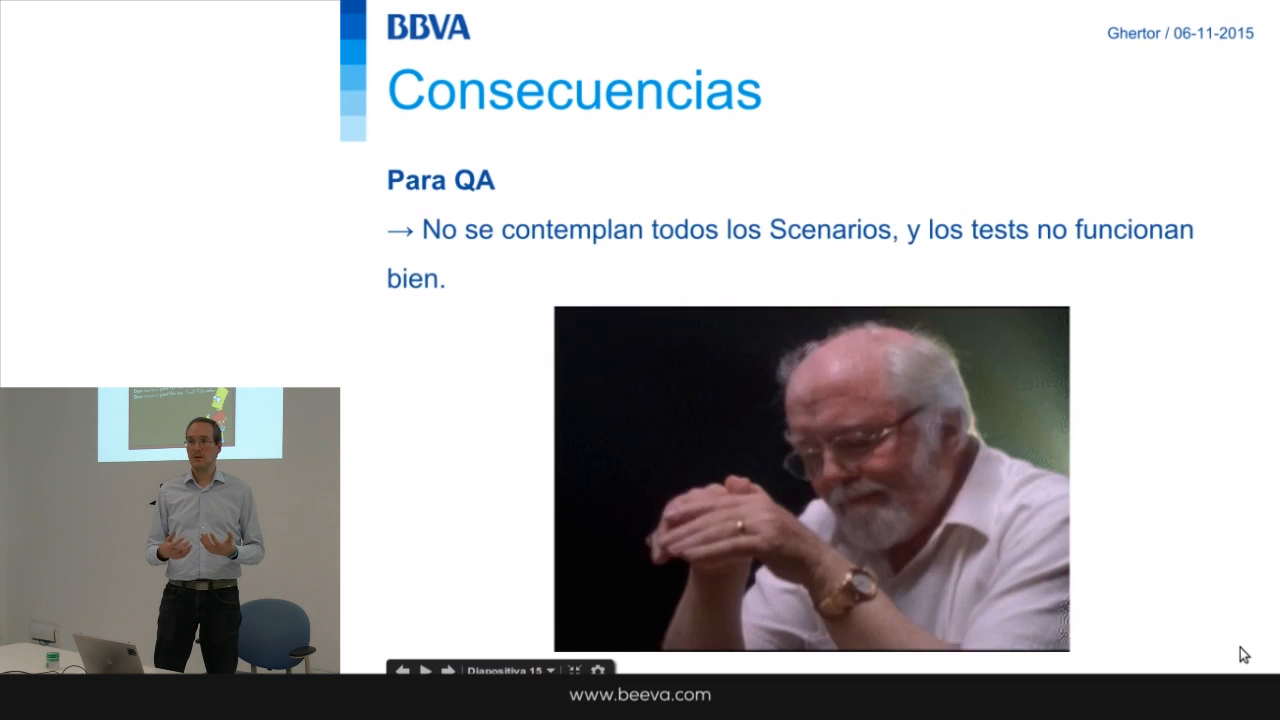 BBVA
Ghertor / 06-11-2015
Consecuencias
Para QA
→ No se contemplan todos los Scenarios, y los tests no funcionan
bien.
Diapositiva 15
www.beeva.com